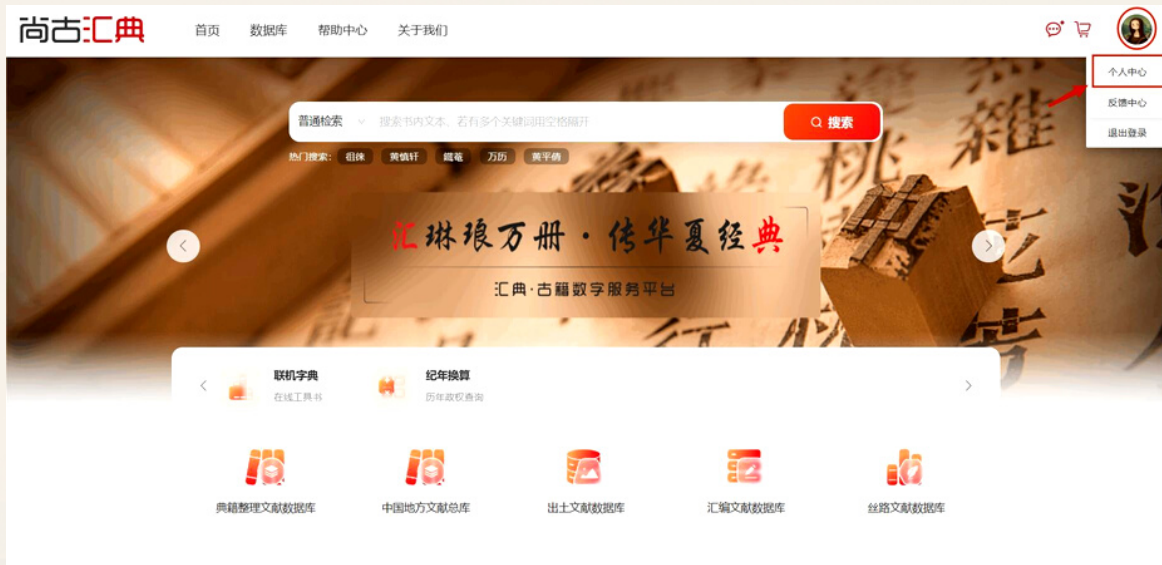 尚古汇典 首页 数据库 帮助中心 关于我们
个人中心
反馈中心
退出登录
普通检索 搜索书内文本、若有多个关键词用空格隔开 搜索
热门搜索： 徂徕 黄慎轩 万历 黄平倩
汇琳琅万册·传华夏经典
汇典·古籍数字服务平台
联机字典 纪年换算
在线工具书 历年政权查询
典籍整理文献数据库 中国地方文献总库 出土文献数据库 汇编文献数据库 丝路文献数据库